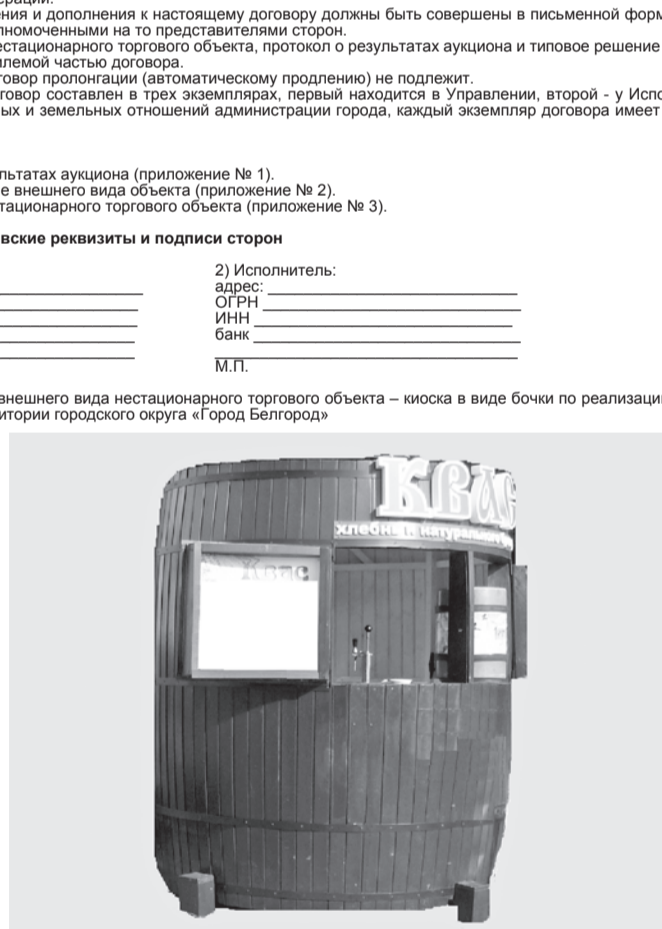 ения и дополнения к настоящему договору должны быть совершены в письменной форм
лномоченными на то представителями сторон.
естационарного торгового объекта, протокол о результатах аукциона и типовое решение
млемой частью договора.
говор пролонгации (автоматическому продлению) не подлежит.
говор составлен в трех экземплярах, первый находится в Управлении, второй - у Испо
ых и земельных отношений администрации города, каждый экземпляр договора имеет
льтатах аукциона (приложение № 1).
е внешнего вида объекта (приложение № 2).
тационарного торгового объекта (приложение № 3).
вские реквизиты и подписи сторон
2) Исполнитель:
адрес:
ОГРН
ИНН
банк
М.П.
внешнего вида нестационарного торгового объекта – киоска в виде бочки по реализаци
итории городского округа «Город Белгород»
Квас
Квас